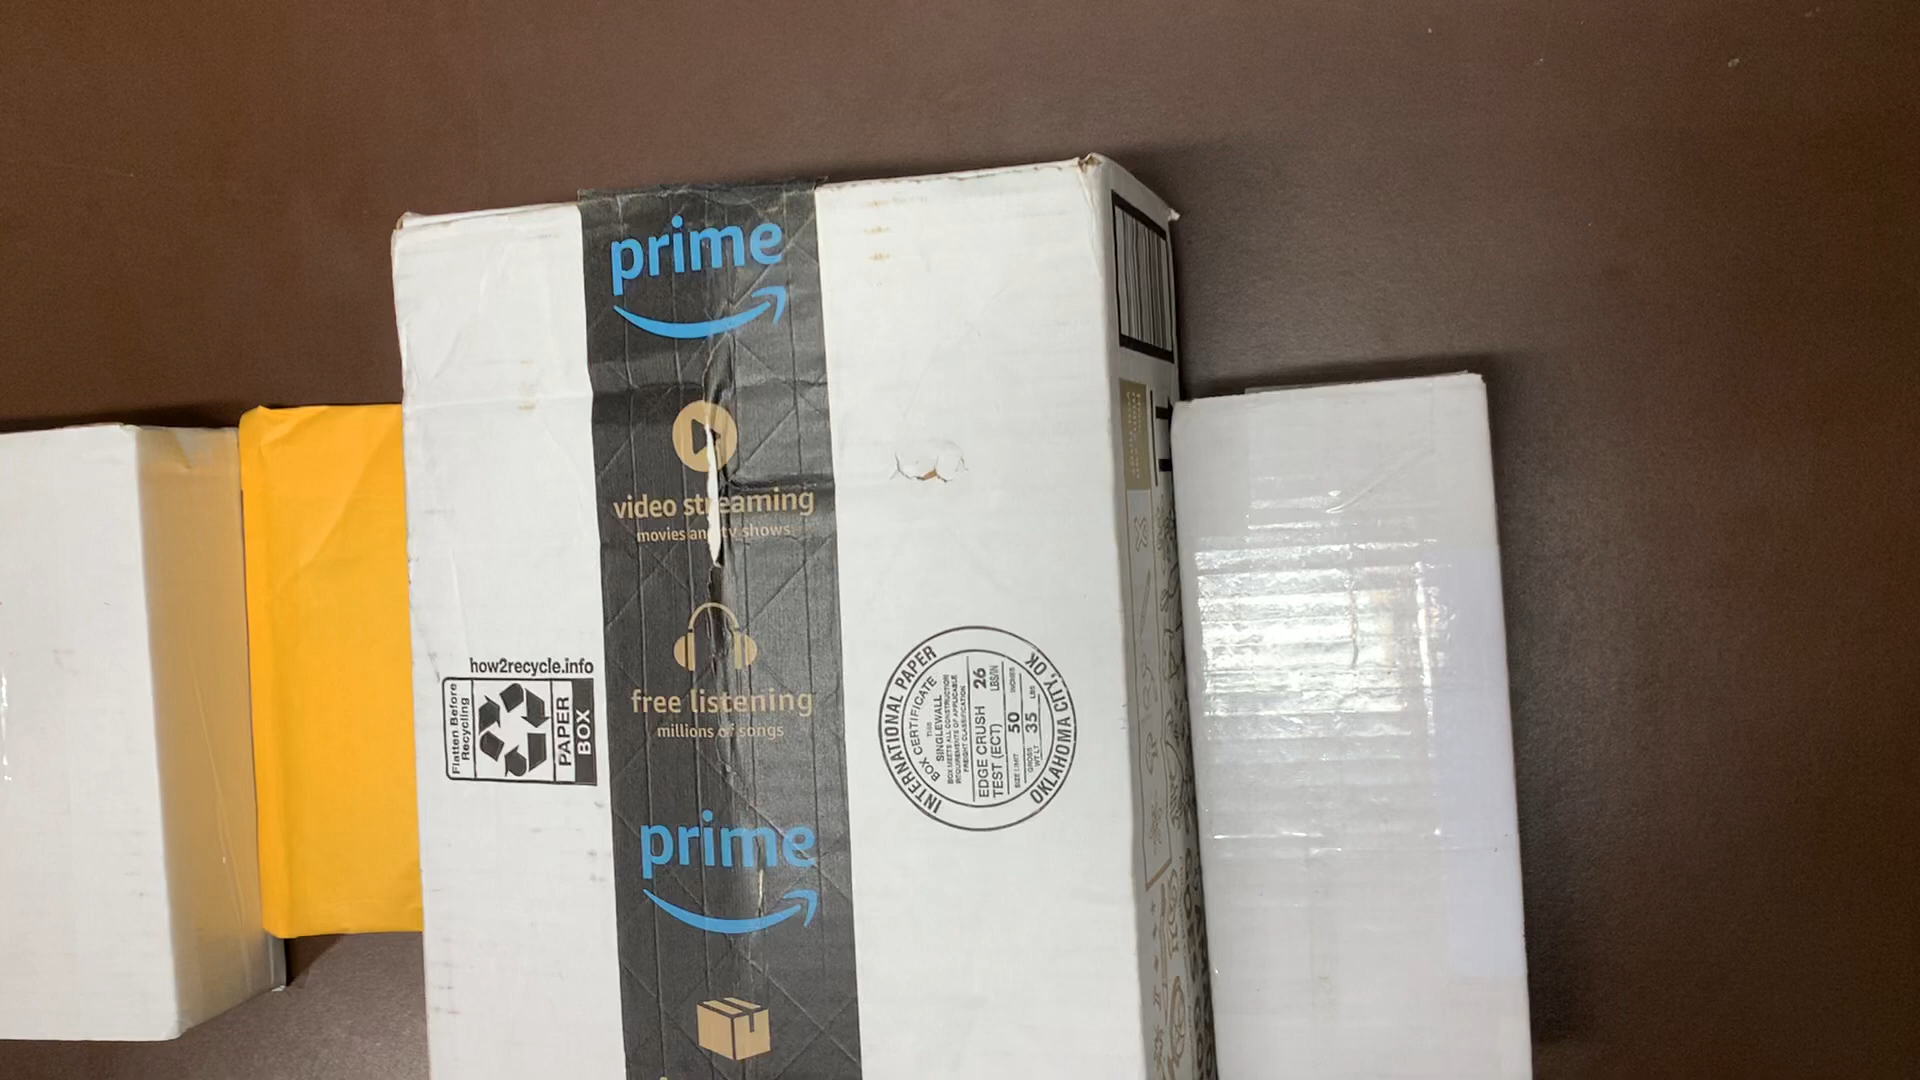 prime
video streaming
movies and tv shows
free listening
millions of songs
prime
how2recycle.info
Flatten Before
Recycling
PAPER
BOX
INTERNATIONAL PAPER
BOX CERTIFICATE
THIS
SINGLEWALL
BOX MEETS ALL CONSTRUCTION
REQUIREMENTS OF APPLICABLE
FREIGHT CLASSIFICATION
EDGE CRUSH
TEST (ECT) 26 LBS/IN
SIZE LIMIT 50 INCHES
GROSS
WT LT 35 LBS
OKLAHOMA CITY, OK